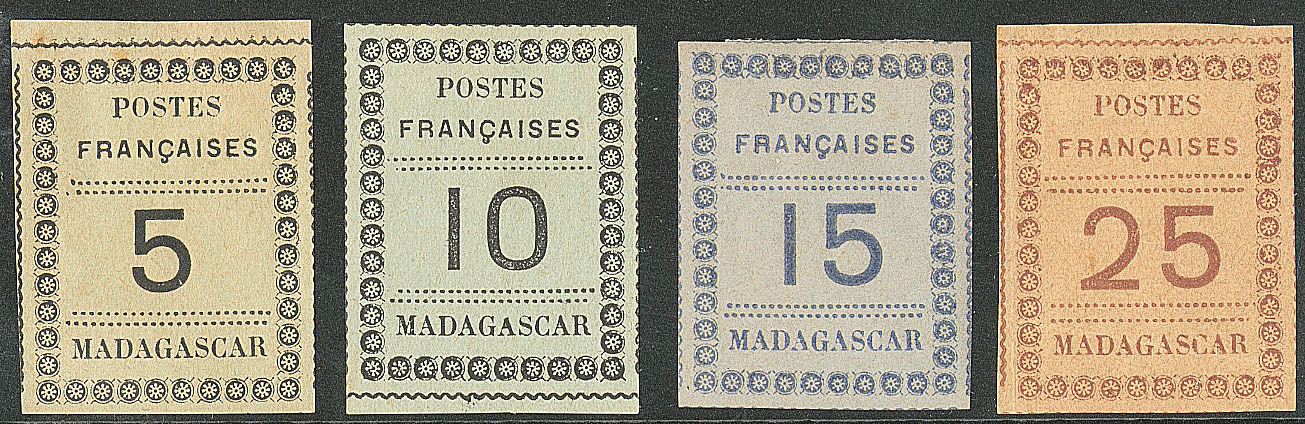 POSTES
FRANÇAISES
5
MADAGASCAR
POSTES
FRANÇAISES
10
MADAGASCAR
POSTES
FRANÇAISES
15
MADAGASCAR
POSTES
FRANÇAISES
25
MADAGASCAR